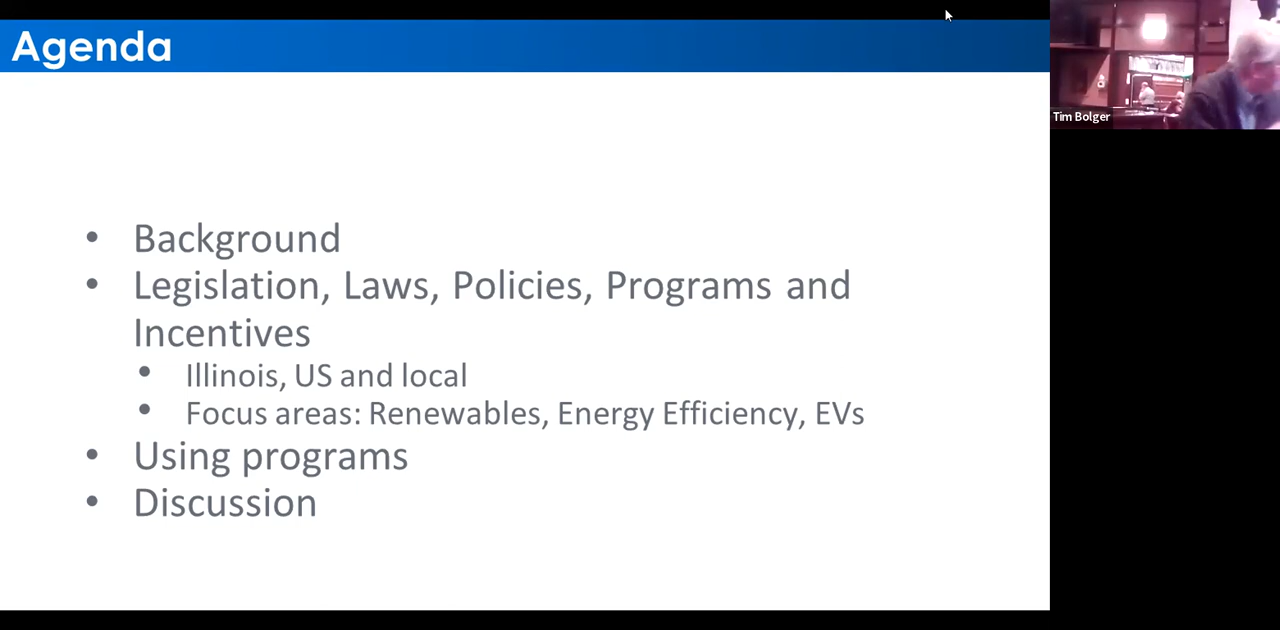 Agenda
Tim Bolger
• Background
• Legislation, Laws, Policies, Programs and
Incentives
• Illinois, US and local
• Focus areas: Renewables, Energy Efficiency, EVs
• Using programs
• Discussion